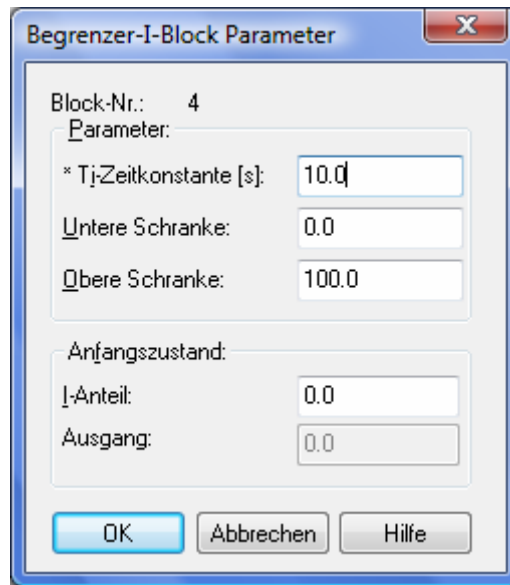 Begrenzer-I-Block Parameter
Block-Nr.: 4
Parameter:
* Ti-Zeitkonstante [s]: 10.0
Untere Schranke: 0.0
Obere Schranke: 100.0
Anfangszustand:
I-Anteil: 0.0
Ausgang: 0.0
OK Abbrechen Hilfe